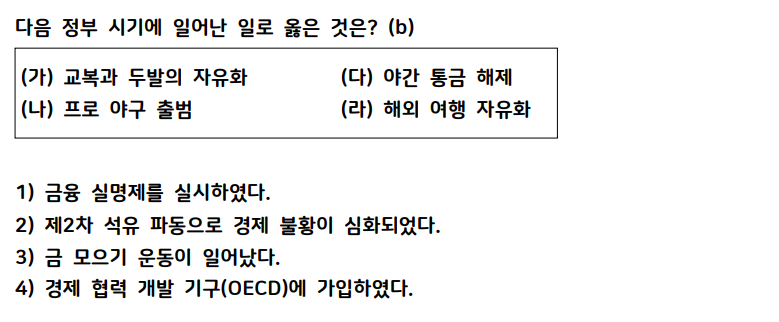 다음 정부 시기에 일어난 일로 옳은 것은? (b)
(가) 교복과 두발의 자유화 (다) 야간 통금 해제
(나) 프로 야구 출범 (라) 해외 여행 자유화
1) 금융 실명제를 실시하였다.
2) 제2차 석유 파동으로 경제 불황이 심화되었다.
3) 금 모으기 운동이 일어났다.
4) 경제 협력 개발 기구(OECD)에 가입하였다.